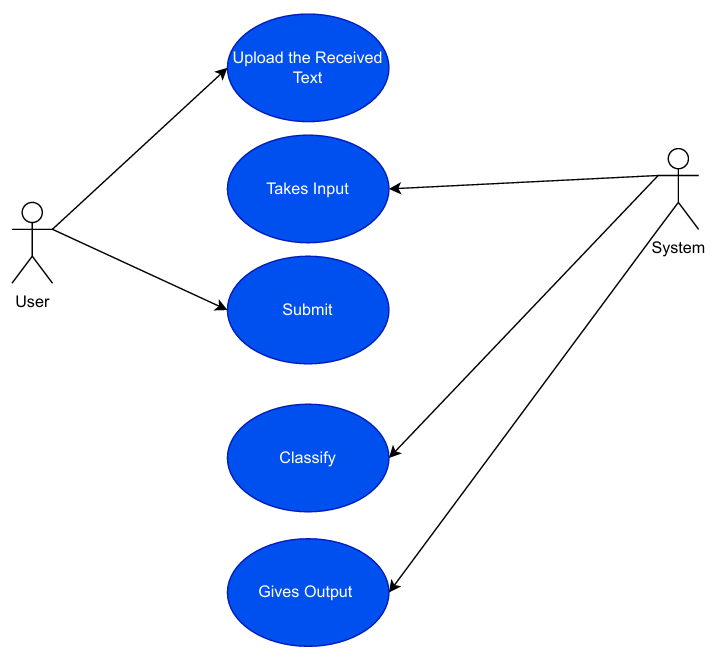 Upload the Received
Text
Takes Input
System
User
Submit
Classify
Gives Output